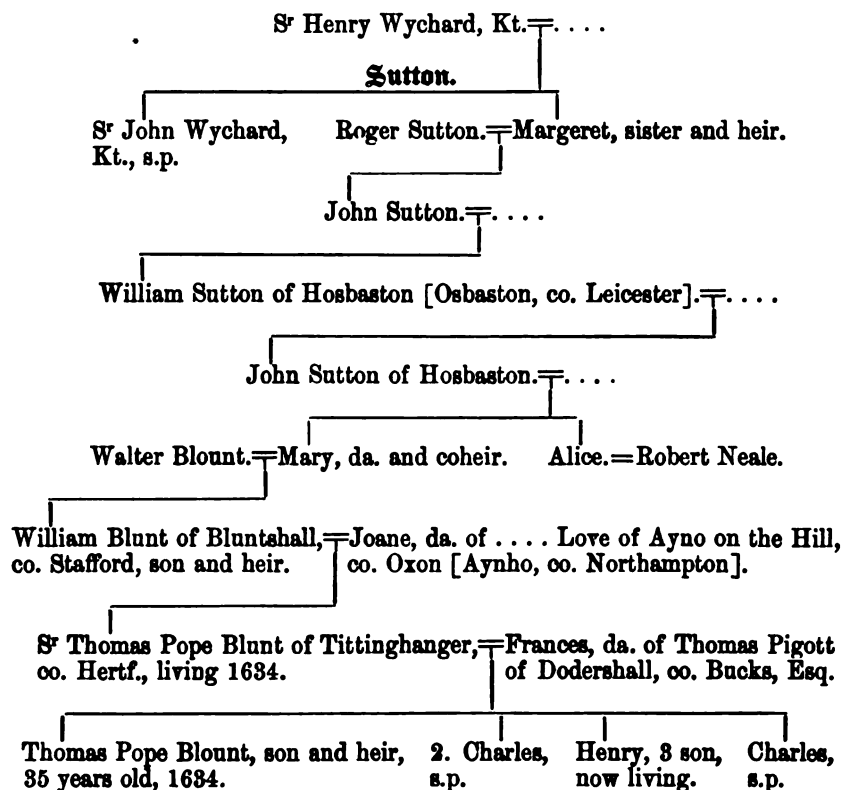 Sr Henry Wychard, Kt.=. . . .
Sutton.
Sr John Wychard, Kt., s.p.
Roger Sutton.=Margeret, sister and heir.
John Sutton.=. . . .
William Sutton of Hosbaston [Osbaston, co. Leicester].=. . . .
John Sutton of Hosbaston.=. . . .
Walter Blount.=Mary, da. and coheir. Alice.=Robert Neale.
William Blunt of Bluntshall,=Joane, da. of . . . . Love of Ayno on the Hill,
co. Stafford, son and heir. co. Oxon [Aynho, co. Northampton].
Sr Thomas Pope Blunt of Tittinghanger,=Frances, da. of Thomas Pigott
co. Hertf., living 1634. of Dodershall, co. Bucks, Esq.
Thomas Pope Blount, son and heir, 2. Charles, Henry, 3 son, Charles,
35 years old, 1634. s.p. now living. s.p.